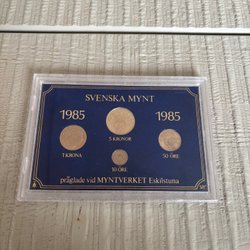 SVENSKA MYNT
1985 1985
5 KRONOR
1 KRONA 50 ÖRE
10 ÖRE
präglade vid MYNTVERKET Eskilstuna